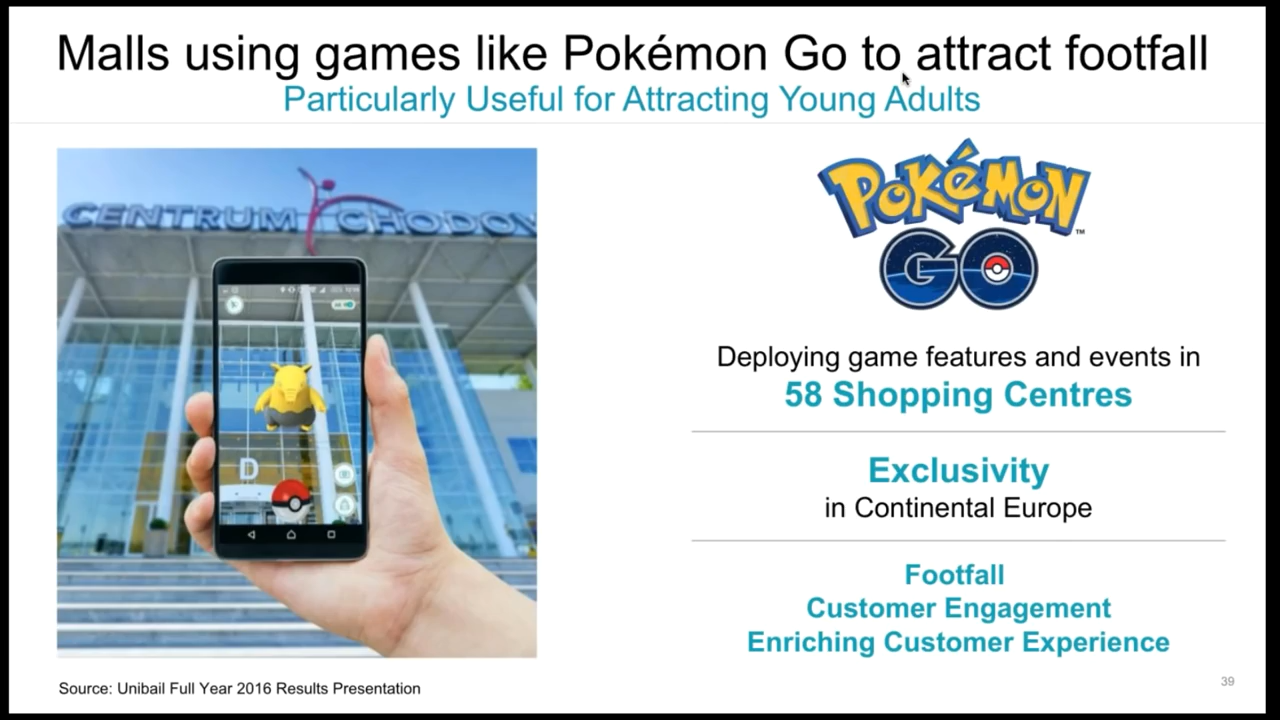 Malls using games like Pokémon Go to attract footfall
Particularly Useful for Attracting Young Adults
CENTRUM CHODOV
D
POKéMON
™
GO
Deploying game features and events in
58 Shopping Centres
Exclusivity
in Continental Europe
Footfall
Customer Engagement
Enriching Customer Experience
Source: Unibail Full Year 2016 Results Presentation
39